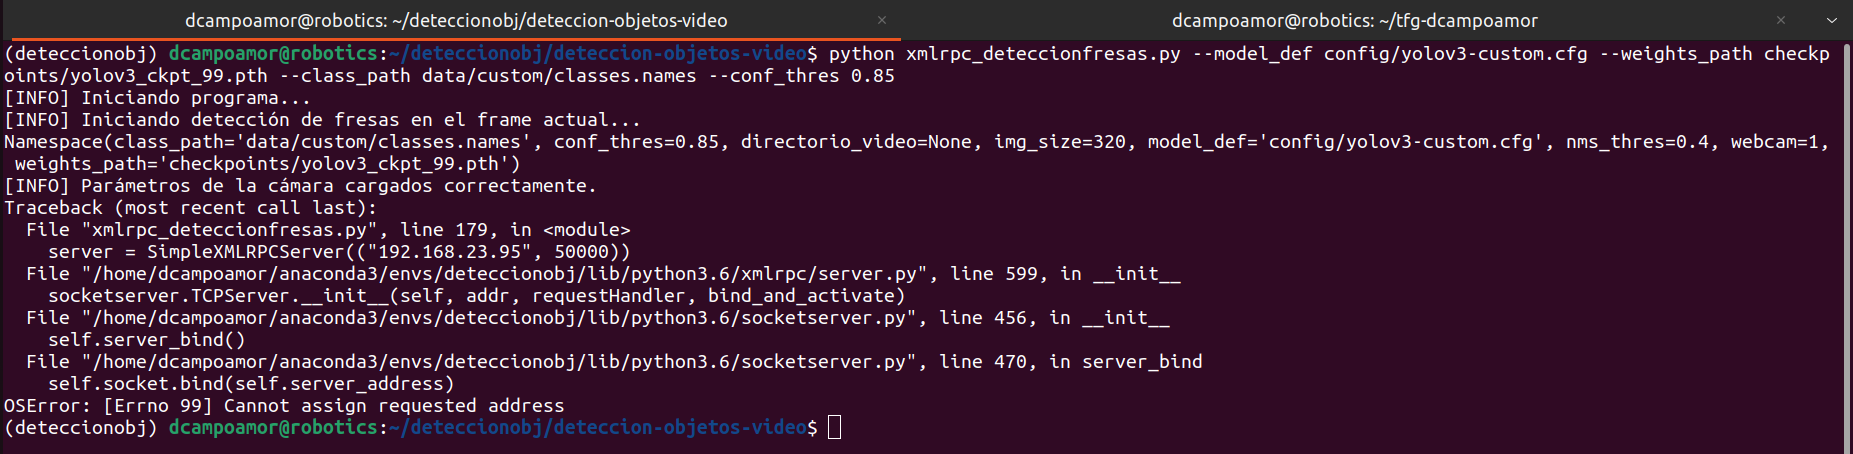 dcampoamor@robotics: ~/deteccionobj/deteccion-objetos-video × dcampoamor@robotics: ~/tfg-dcampoamor ×
(deteccionobj) dcampoamor@robotics:~/deteccionobj/deteccion-objetos-video$ python xmlrpc_deteccionfresas.py --model_def config/yolov3-custom.cfg --weights_path checkp
oints/yolov3_ckpt_99.pth --class_path data/custom/classes.names --conf_thres 0.85
[INFO] Iniciando programa...
[INFO] Iniciando detección de fresas en el frame actual...
Namespace(class_path='data/custom/classes.names', conf_thres=0.85, directorio_video=None, img_size=320, model_def='config/yolov3-custom.cfg', nms_thres=0.4, webcam=1,
 weights_path='checkpoints/yolov3_ckpt_99.pth')
[INFO] Parámetros de la cámara cargados correctamente.
Traceback (most recent call last):
  File "xmlrpc_deteccionfresas.py", line 179, in <module>
    server = SimpleXMLRPCServer(("192.168.23.95", 50000))
  File "/home/dcampoamor/anaconda3/envs/deteccionobj/lib/python3.6/xmlrpc/server.py", line 599, in __init__
    socketserver.TCPServer.__init__(self, addr, requestHandler, bind_and_activate)
  File "/home/dcampoamor/anaconda3/envs/deteccionobj/lib/python3.6/socketserver.py", line 456, in __init__
    self.server_bind()
  File "/home/dcampoamor/anaconda3/envs/deteccionobj/lib/python3.6/socketserver.py", line 470, in server_bind
    self.socket.bind(self.server_address)
OSError: [Errno 99] Cannot assign requested address
(deteccionobj) dcampoamor@robotics:~/deteccionobj/deteccion-objetos-video$